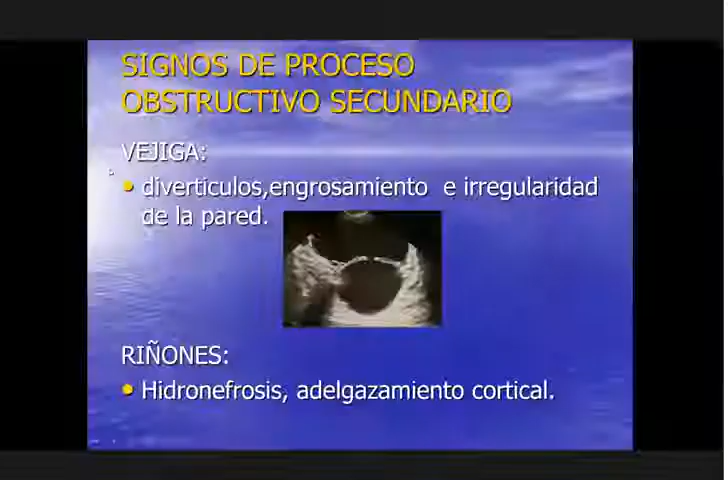 SIGNOS DE PROCESO
OBSTRUCTIVO SECUNDARIO
VEJIGA:
• diverticulos,engrosamiento e irregularidad
de la pared.
RIÑONES:
• Hidronefrosis, adelgazamiento cortical.